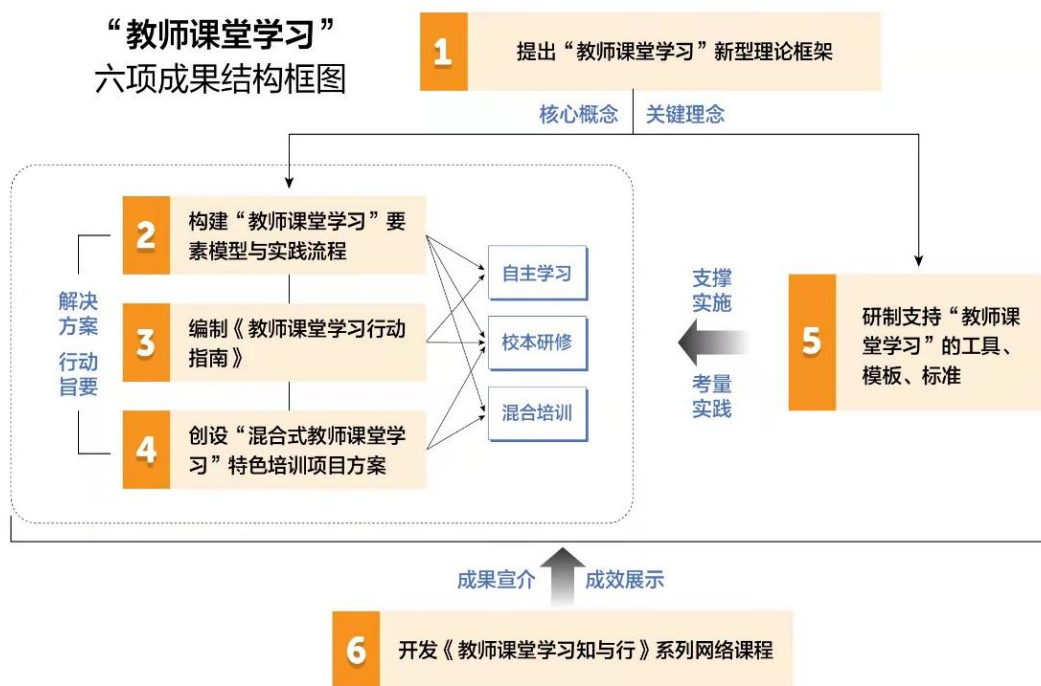 “教师课堂学习”
六项成果结构框图
1
提出“教师课堂学习”新型理论框架
核心概念
关键理念
2
构建“教师课堂学习”要
素模型与实践流程
3
编制《教师课堂学习行动
指南》
4
创设“混合式教师课堂学
习”特色培训项目方案
解决
方案
行动
旨要
自主学习
校本研修
混合培训
支撑
实施
考量
实践
5
研制支持“教师课
堂学习”的工具、
模板、标准
成果宣介
成效展示
6
开发《教师课堂学习知与行》系列网络课程